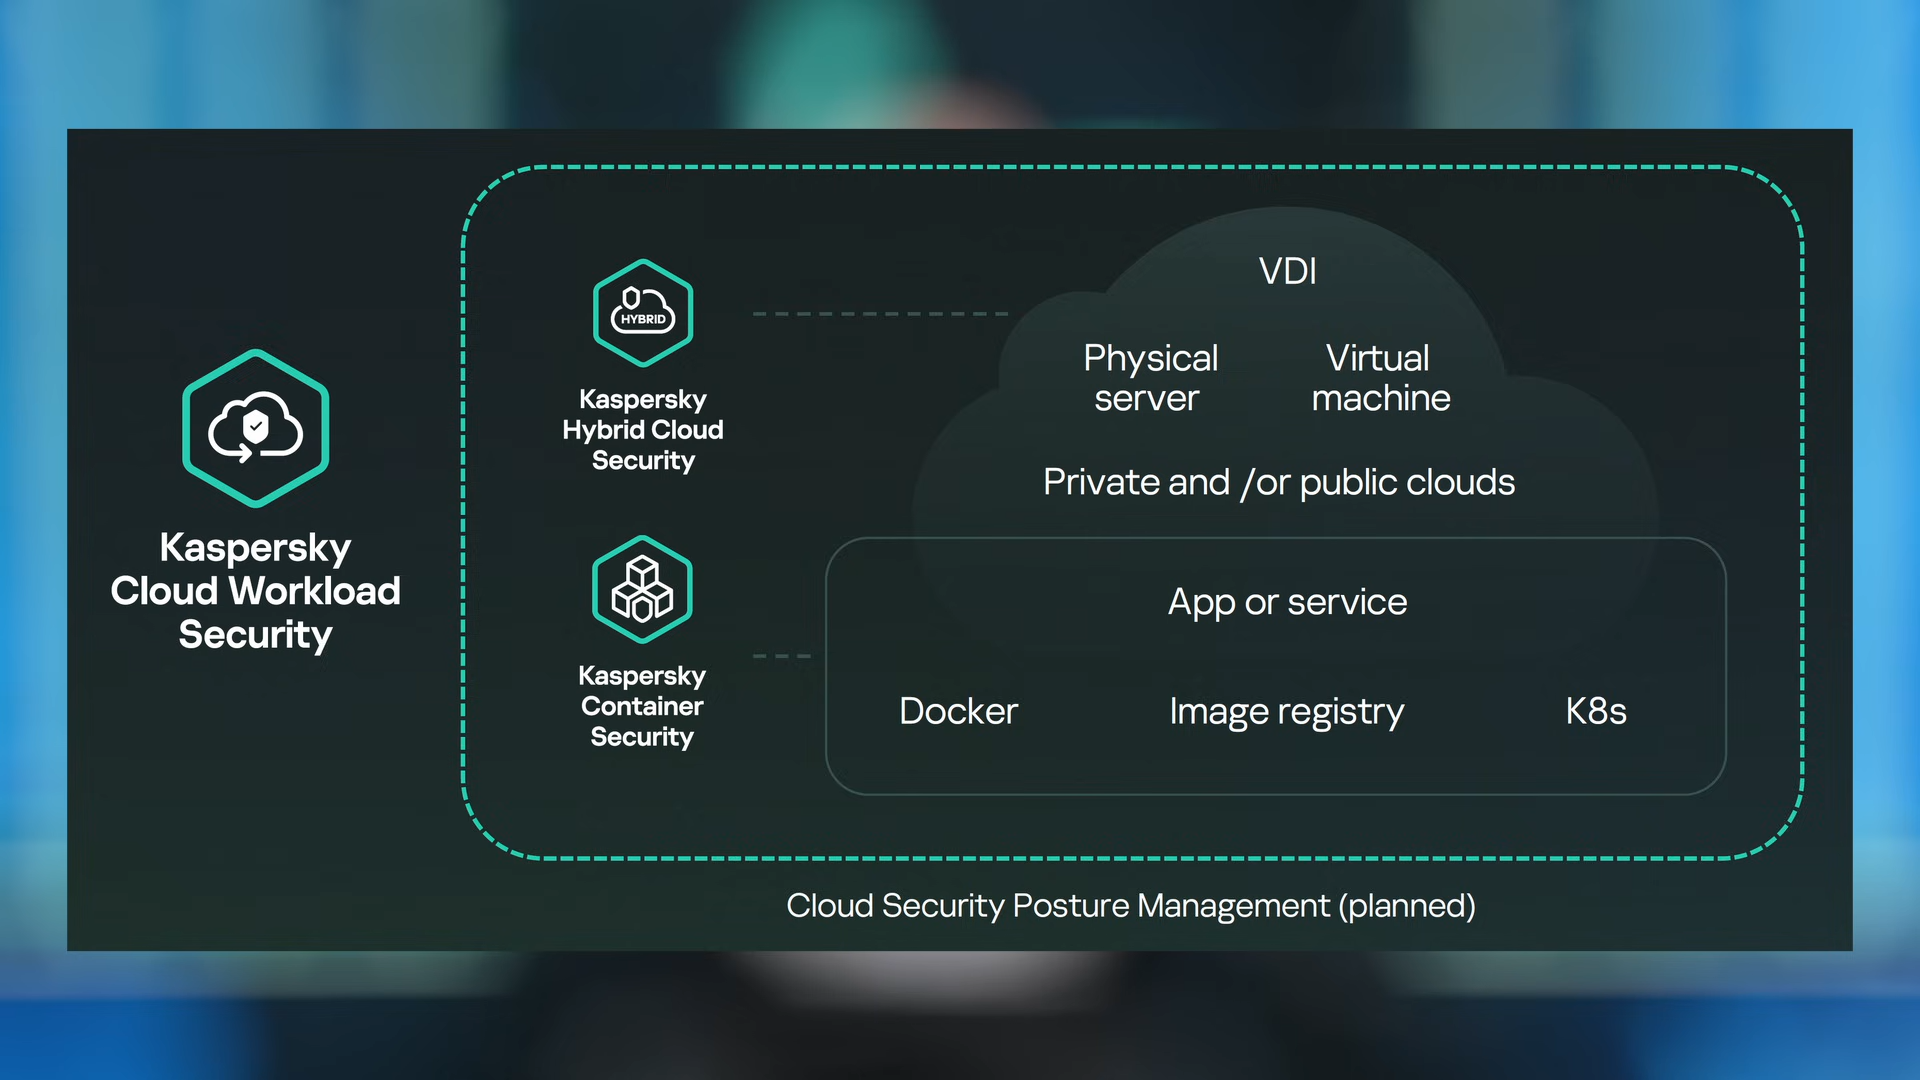 Kaspersky
Cloud Workload
Security
HYBRID
Kaspersky
Hybrid Cloud
Security
Kaspersky
Container
Security
VDI
Physical
server
Virtual
machine
Private and /or public clouds
App or service
Docker
Image registry
K8s
Cloud Security Posture Management (planned)